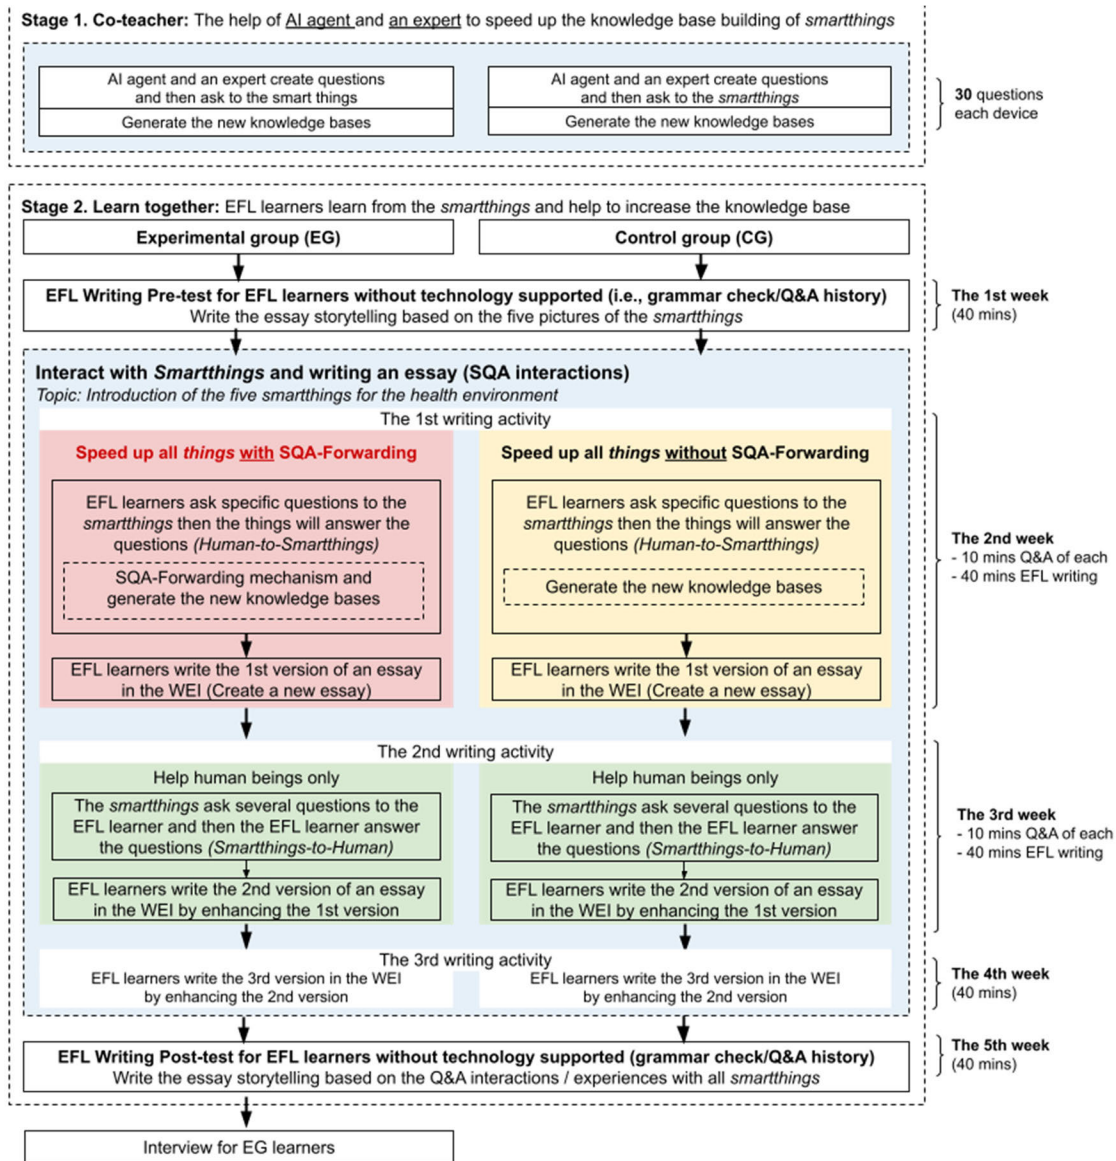 Stage 1. Co-teacher: The help of AI agent and an expert to speed up the knowledge base building of smartthings
AI agent and an expert create questions
and then ask to the smart things
Generate the new knowledge bases
AI agent and an expert create questions
and then ask to the smartthings
Generate the new knowledge bases
30 questions
each device
Stage 2. Learn together: EFL learners learn from the smartthings and help to increase the knowledge base
Experimental group (EG)
Control group (CG)
EFL Writing Pre-test for EFL learners without technology supported (i.e., grammar check/Q&A history)
Write the essay storytelling based on the five pictures of the smartthings
The 1st week
(40 mins)
Interact with Smartthings and writing an essay (SQA interactions)
Topic: Introduction of the five smartthings for the health environment
The 1st writing activity
Speed up all things with SQA-Forwarding
EFL learners ask specific questions to the
smartthings then the things will answer the
questions (Human-to-Smartthings)
SQA-Forwarding mechanism and
generate the new knowledge bases
EFL learners write the 1st version of an essay
in the WEI (Create a new essay)
Speed up all things without SQA-Forwarding
EFL learners ask specific questions to the
smartthings then the things will answer the
questions (Human-to-Smartthings)
Generate the new knowledge bases
EFL learners write the 1st version of an essay
in the WEI (Create a new essay)
The 2nd week
- 10 mins Q&A of each
- 40 mins EFL writing
The 2nd writing activity
Help human beings only
The smartthings ask several questions to the
EFL learner and then the EFL learner answer
the questions (Smartthings-to-Human)
EFL learners write the 2nd version of an essay
in the WEI by enhancing the 1st version
Help human beings only
The smartthings ask several questions to the
EFL learner and then the EFL learner answer
the questions (Smartthings-to-Human)
EFL learners write the 2nd version of an essay
in the WEI by enhancing the 1st version
The 3rd week
- 10 mins Q&A of each
- 40 mins EFL writing
The 3rd writing activity
EFL learners write the 3rd version in the WEI
by enhancing the 2nd version
EFL learners write the 3rd version in the WEI
by enhancing the 2nd version
The 4th week
(40 mins)
EFL Writing Post-test for EFL learners without technology supported (grammar check/Q&A history)
Write the essay storytelling based on the Q&A interactions / experiences with all smartthings
The 5th week
(40 mins)
Interview for EG learners